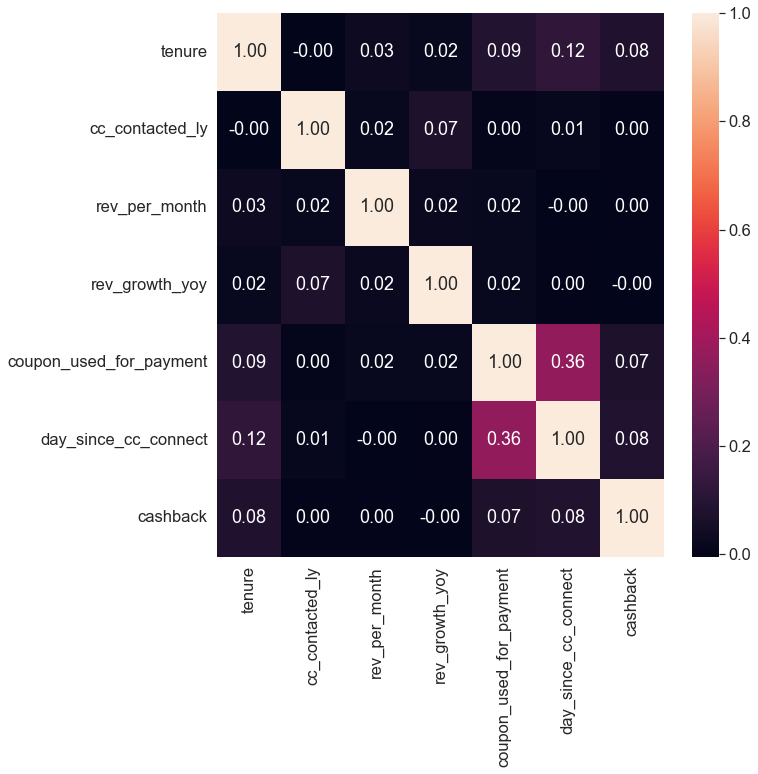 tenure 1.00 -0.00 0.03 0.02 0.09 0.12 0.08
cc_contacted_ly -0.00 1.00 0.02 0.07 0.00 0.01 0.00
rev_per_month 0.03 0.02 1.00 0.02 0.02 -0.00 0.00
rev_growth_yoy 0.02 0.07 0.02 1.00 0.02 0.00 -0.00
coupon_used_for_payment 0.09 0.00 0.02 0.02 1.00 0.36 0.07
day_since_cc_connect 0.12 0.01 -0.00 0.00 0.36 1.00 0.08
cashback 0.08 0.00 0.00 -0.00 0.07 0.08 1.00
tenure
cc_contacted_ly
rev_per_month
rev_growth_yoy
coupon_used_for_payment
day_since_cc_connect
cashback
1.0
0.8
0.6
0.4
0.2
0.0